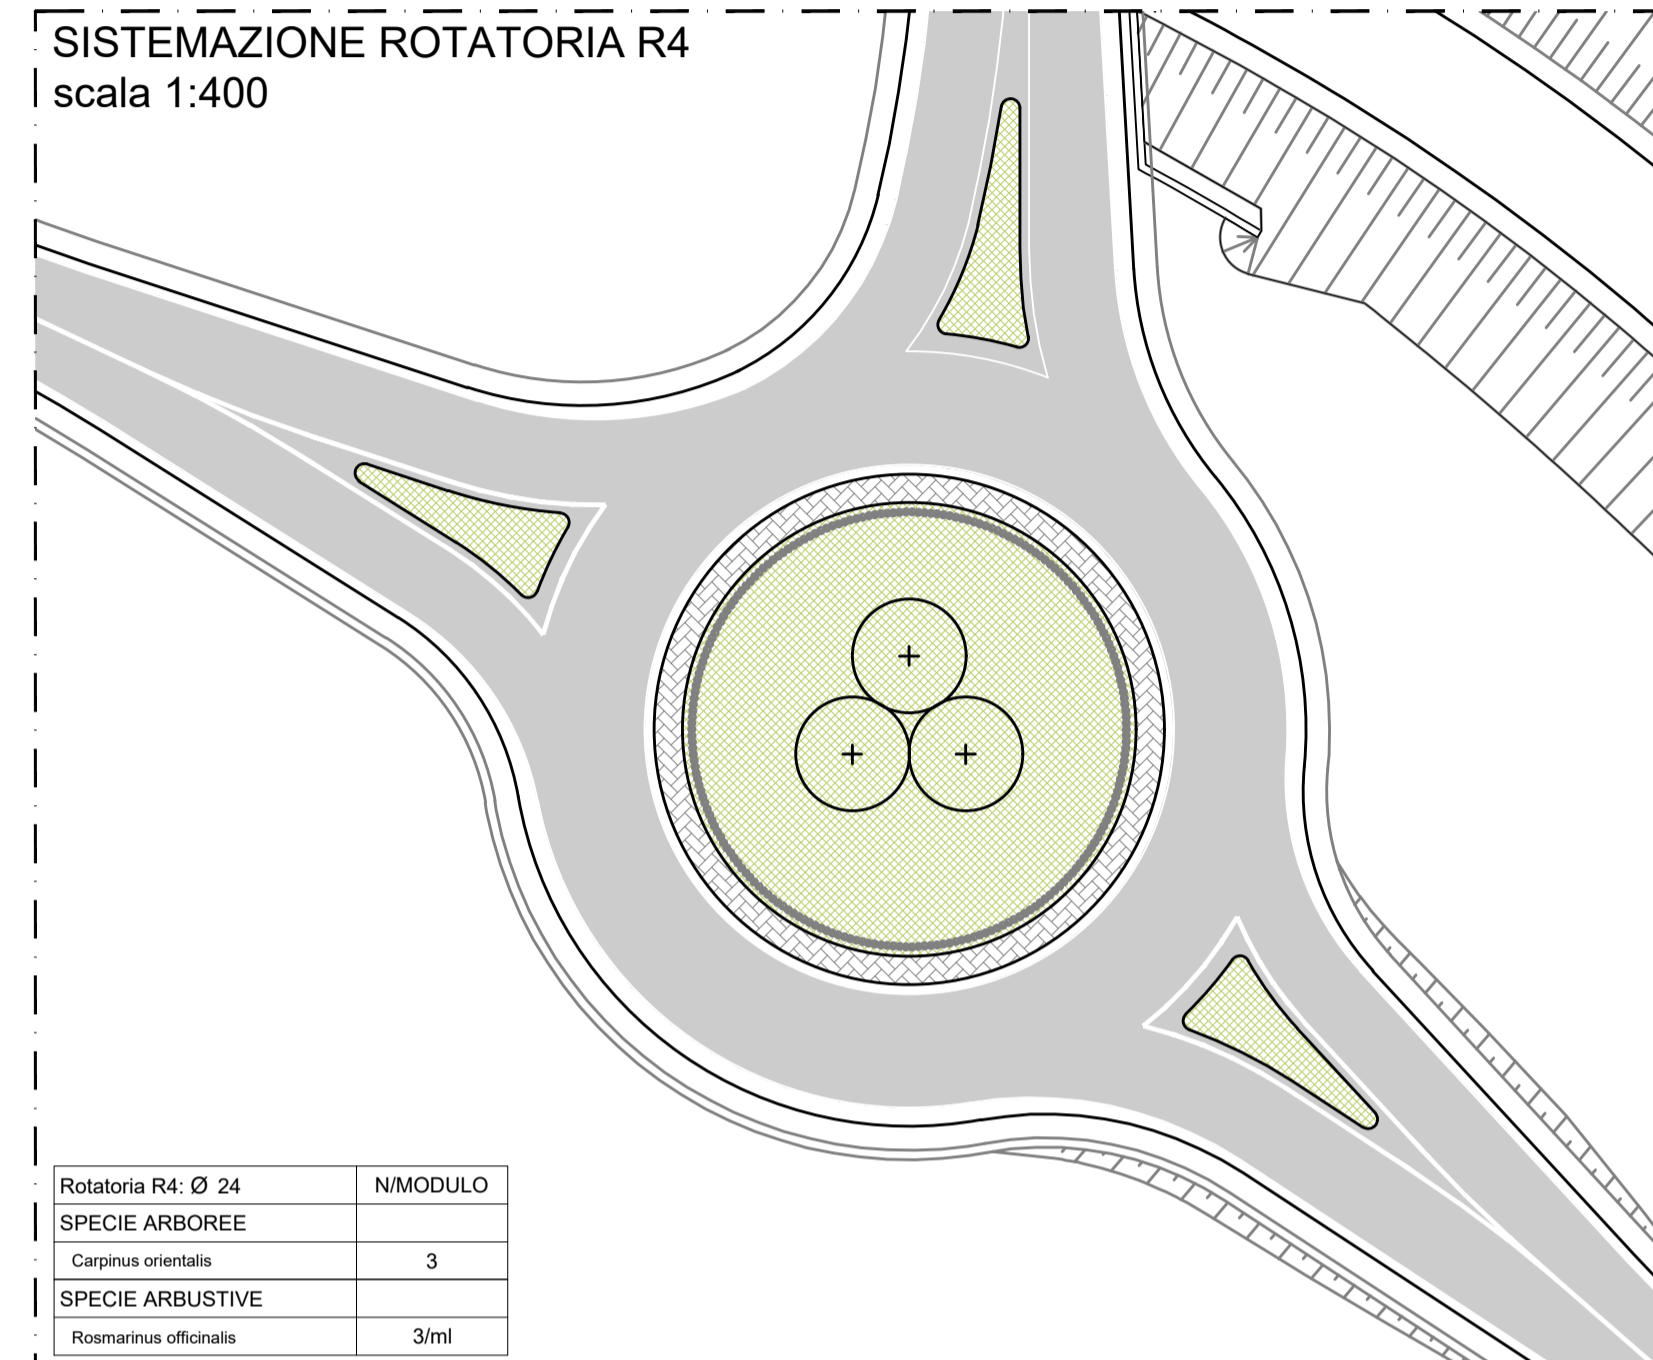 SISTEMAZIONE ROTATORIA R4
scala 1:400
Rotatoria R4: Ø 24 N/MODULO
SPECIE ARBOREE
Carpinus orientalis 3
SPECIE ARBUSTIVE
Rosmarinus officinalis 3/ml